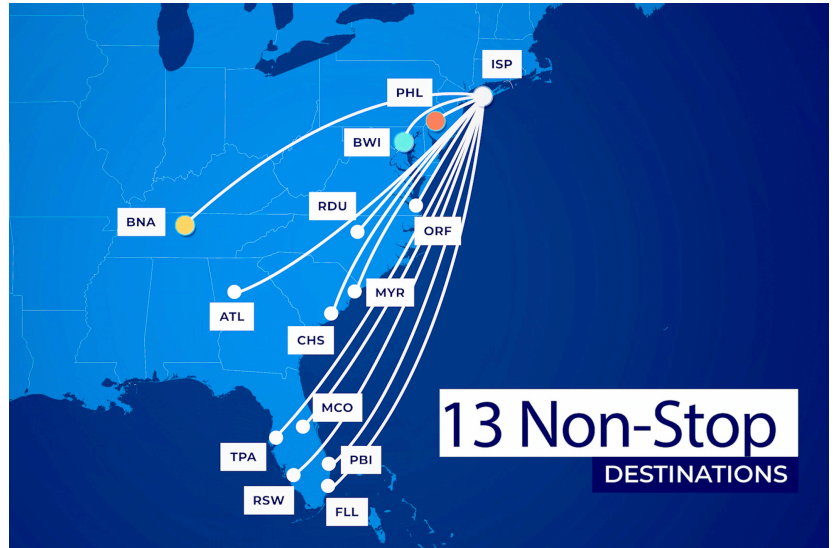 ISP
PHL
BWI
RDU
BNA
ORF
MYR
ATL
CHS
MCO
13 Non-Stop
TPA
PBI
DESTINATIONS
RSW
FLL